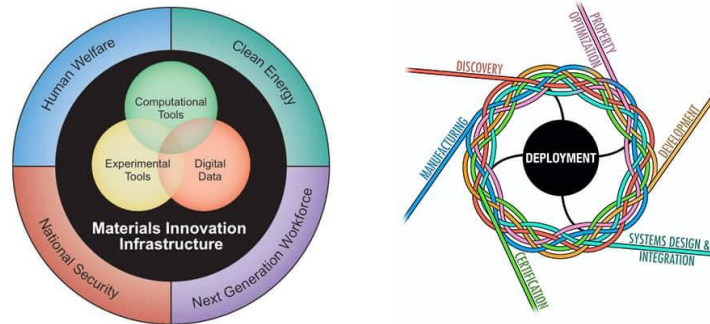 Human Welfare
Clean Energy
Computational
Tools
Experimental
Tools
Digital
Data
Materials Innovation
Infrastructure
National Security
Next Generation Workforce
PROPERTY
OPTIMIZATION
DISCOVERY
MANUFACTURING
DEVELOPMENT
DEPLOYMENT
SYSTEMS DESIGN &
INTEGRATION
CERTIFICATION